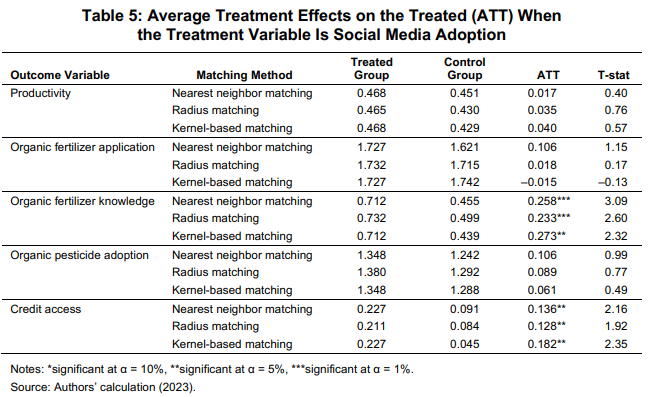 Table 5: Average Treatment Effects on the Treated (ATT) When
the Treatment Variable Is Social Media Adoption
Outcome Variable Matching Method Treated Group Control Group ATT T-stat
Productivity Nearest neighbor matching 0.468 0.451 0.017 0.40
Radius matching 0.465 0.430 0.035 0.76
Kernel-based matching 0.468 0.429 0.040 0.57
Organic fertilizer application Nearest neighbor matching 1.727 1.621 0.106 1.15
Radius matching 1.732 1.715 0.018 0.17
Kernel-based matching 1.727 1.742 –0.015 –0.13
Organic fertilizer knowledge Nearest neighbor matching 0.712 0.455 0.258*** 3.09
Radius matching 0.732 0.499 0.233*** 2.60
Kernel-based matching 0.712 0.439 0.273** 2.32
Organic pesticide adoption Nearest neighbor matching 1.348 1.242 0.106 0.99
Radius matching 1.380 1.292 0.089 0.77
Kernel-based matching 1.348 1.288 0.061 0.49
Credit access Nearest neighbor matching 0.227 0.091 0.136** 2.16
Radius matching 0.211 0.084 0.128** 1.92
Kernel-based matching 0.227 0.045 0.182** 2.35
Notes: *significant at α = 10%, **significant at α = 5%, ***significant at α = 1%.
Source: Authors’ calculation (2023).